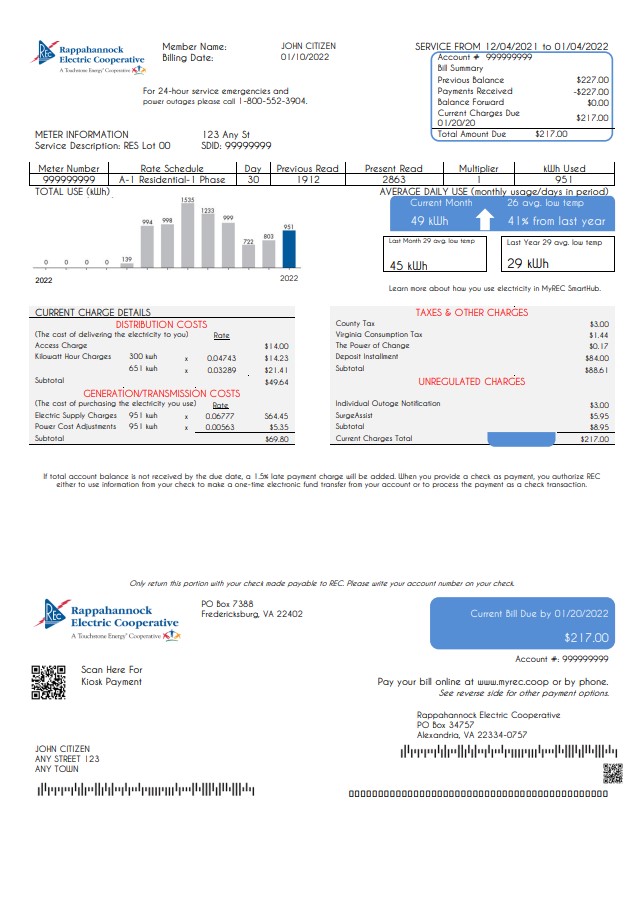 Rappahannock
Electric Cooperative
A Touchstone Energy® Cooperative
Member Name: JOHN CITIZEN
Billing Date: 01/10/2022
For 24-hour service emergencies and
power outages please call 1-800-552-3904.
SERVICE FROM 12/04/2021 to 01/04/2022
Account # 999999999
Bill Summary
Previous Balance $227.00
Payments Received -$227.00
Balance Forward $0.00
Current Charges Due
01/20/20 $217.00
Total Amount Due $217.00
METER INFORMATION 123 Any St
Service Description: RES Lot 00 SDID: 99999999
Meter Number Rate Schedule Day Previous Read Present Read Multiplier kWh Used
999999999 A-1 Residential-1 Phase 30 1912 2863 1 951
TOTAL USE (kWh)
0 0 0 0 139 994 998 1535 1233 999 722 803 951
2022 2022
AVERAGE DAILY USE (monthly usage/days in period)
Current Month 26 avg. low temp
49 kWh 41% from last year
Last Month 29 avg. low temp
45 kWh
Last Year 29 avg. low temp
29 kWh
Learn more about how you use electricity in MyREC SmartHub.
CURRENT CHARGE DETAILS
DISTRIBUTION COSTS
(The cost of delivering the electricity to you) Rate
Access Charge $14.00
Kilowatt Hour Charges 300 kwh x 0.04743 $14.23
651 kwh x 0.03289 $21.41
Subtotal $49.64
GENERATION/TRANSMISSION COSTS
(The cost of purchasing the electricity you use) Rate
Electric Supply Charges 951 kwh x 0.06777 $64.45
Power Cost Adjustments 951 kwh x 0.00563 $5.35
Subtotal $69.80
TAXES & OTHER CHARGES
County Tax $3.00
Virginia Consumption Tax $1.44
The Power of Change $0.17
Deposit Installment $84.00
Subtotal $88.61
UNREGULATED CHARGES
Individual Outage Notification $3.00
SurgeAssist $5.95
Subtotal $8.95
Current Charges Total $217.00
If total account balance is not received by the due date, a 1.5% late payment charge will be added. When you provide a check as payment, you authorize REC
either to use information from your check to make a one-time electronic fund transfer from your account or to process the payment as a check transaction.
Only return this portion with your check made payable to REC. Please write your account number on your check.
Rappahannock
Electric Cooperative
A Touchstone Energy® Cooperative
PO Box 7388
Fredericksburg, VA 22402
Current Bill Due by 01/20/2022
$217.00
Account #: 999999999
Scan Here For
Kiosk Payment
Pay your bill online at www.myrec.coop or by phone.
See reverse side for other payment options.
Rappahannock Electric Cooperative
PO Box 34757
Alexandria, VA 22334-0757
JOHN CITIZEN
ANY STREET 123
ANY TOWN